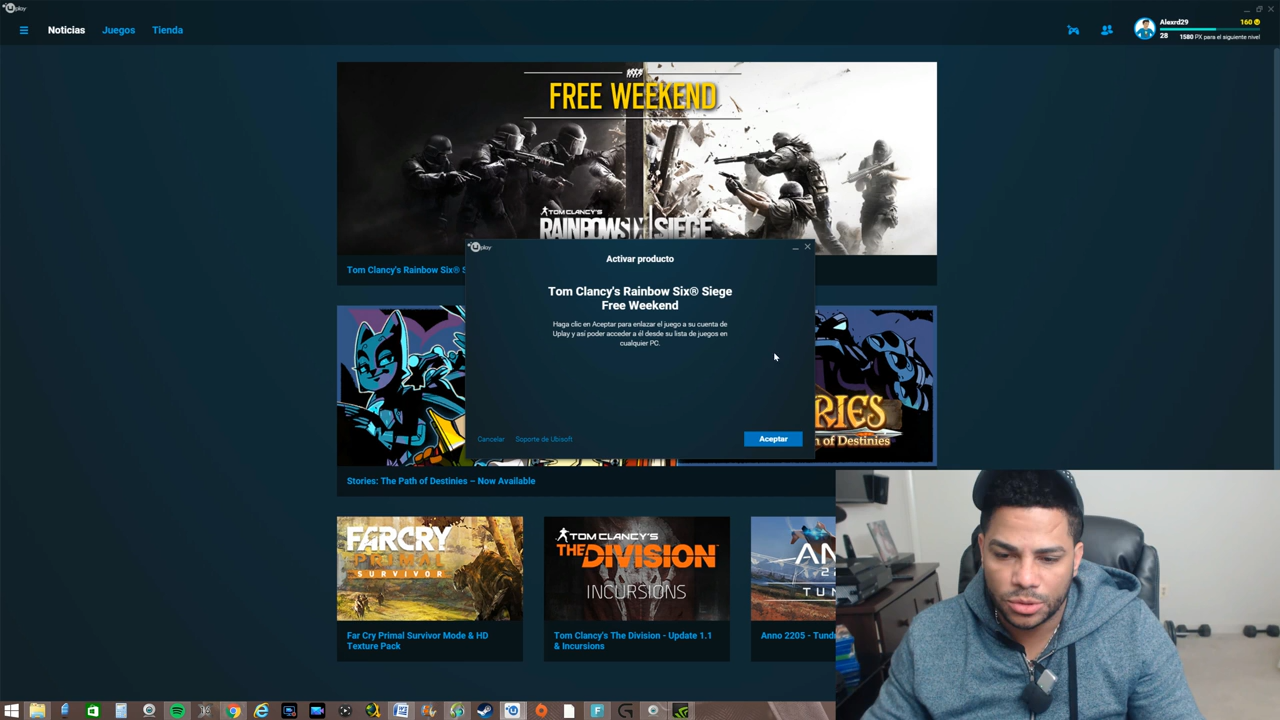 uplay
Noticias
Juegos
Tienda
Alexrd29
160
28
1580 PX para el siguiente nivel
FREE WEEKEND
TOM CLANCY'S
RAINBOW SIX SIEGE
Tom Clancy's Rainbow Six® S
uplay
Activar producto
Tom Clancy's Rainbow Six® Siege
Free Weekend
Haga clic en Aceptar para enlazar el juego a su cuenta de
Uplay y así poder acceder a él desde su lista de juegos en
cualquier PC.
Cancelar
Soporte de Ubisoft
Aceptar
RIES
h of Destinies
Stories: The Path of Destinies – Now Available
FARCRY
PRIMAL
SURVIVOR
TOM CLANCY'S
THE DIVISION
INCURSIONS
AN
22
TUN
Far Cry Primal Survivor Mode & HD
Texture Pack
Tom Clancy's The Division - Update 1.1
& Incursions
Anno 2205 - Tund